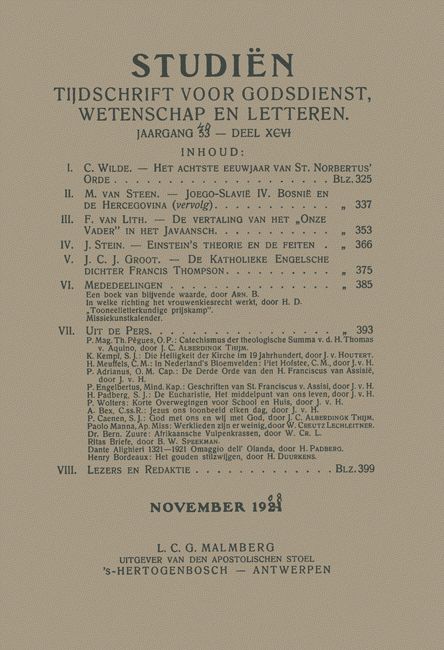 STUDIËN
TIJDSCHRIFT VOOR GODSDIENST,
WETENSCHAP EN LETTEREN.
JAARGANG 53 — DEEL XCVI
INHOUD:
I. C. WILDE. — HET ACHTSTE EEUWJAAR VAN ST. NORBERTUS'
ORDE . . . . . . . . . . . . . . . . . . . . BLZ. 325
II. M. VAN STEEN. — JOEGO-SLAVIË IV. BOSNIË EN
DE HERCEGOVINA (vervolg). . . . . . . . . . „ 337
III. F. VAN LITH. — DE VERTALING VAN HET „ONZE
VADER" IN HET JAVAANSCH. . . . . . . . . . „ 353
IV. J. STEIN. — EINSTEIN'S THEORIE EN DE FEITEN . „ 366
V. J. C. J. GROOT. — DE KATHOLIEKE ENGELSCHE
DICHTER FRANCIS THOMPSON. . . . . . . . . „ 375
VI. MEDEDEELINGEN . . . . . . . . . . . . . „ 385
Een boek van blijvende waarde, door ARN. B.
In welke richting het vrouwenkiesrecht werkt, door H. D.
„Tooneelletterkundige prijskamp".
Missiekunstkalender.
VII. UIT DE PERS. . . . . . . . . . . . . . . „ 393
P. Mag. Th. Pègues, O.P.: Catechismus der theologische Summa v. d. H. Thomas
v. Aquino, door J. C. ALBERDINGK THIJM.
K. Kempf, S. J.: Die Heiligkeit der Kirche im 19 Jahrhundert, door J. v. HOUTERT.
H. Meuffels, C. M.: In Nederland's Bloemvelden: Piet Hofstee, C. M., door J. v. H.
P. Adrianus, O. M. Cap.: De Derde Orde van den H. Franciscus van Assisië,
door J. v. H.
P. Engelbertus, Mind. Kap.: Geschriften van St. Franciscus v. Assisi, door J. v. H.
H. Padberg, S. J.: De Eucharistie, Het middelpunt van ons leven, door J. v. H.
P. Wolters: Korte Overwegingen voor School en Huis, door J. v. H.
A. Bex, C.ss.R.: Jezus ons toonbeeld elken dag, door J. v. H.
P. Caenen, S. J.: God met ons en wij met God, door J. C. ALBERDINGK THIJM.
Paolo Manna, Ap. Miss: Werklieden zijn er weinig, door W. CREUTZ LECHLEITNER.
Dr. Bern. Zuure: Afrikaansche Vulpenkrassen, door W. CR. L.
Ritas Briefe, door B. W. SPEEKMAN.
Dante Alighieri 1321—1921 Omaggio dell' Olanda, door H. PADBERG.
Henry Bordeaux: Het gouden stilzwijgen, door H. DUURKENS.
VIII. LEZERS EN REDAKTIE . . . . . . . . . . . BLZ. 399
NOVEMBER 1921
L. C. G. MALMBERG
UITGEVER VAN DEN APOSTOLISCHEN STOEL
's-HERTOGENBOSCH — ANTWERPEN